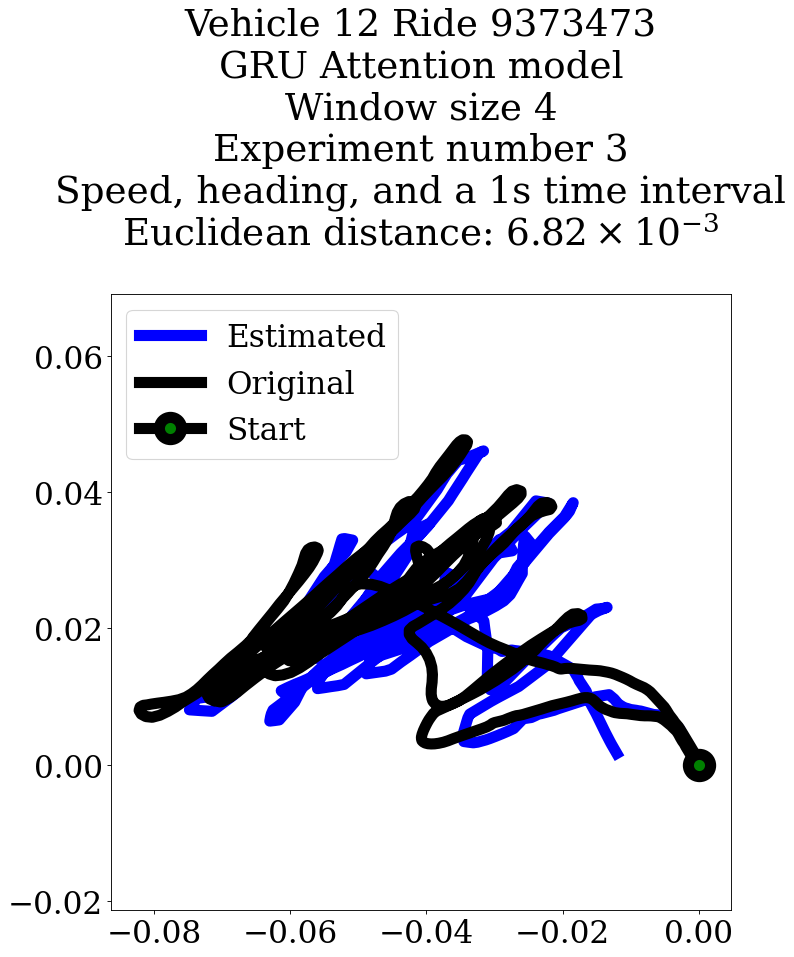 Vehicle 12 Ride 9373473
GRU Attention model
Window size 4
Experiment number 3
Speed, heading, and a 1s time interval
Euclidean distance: 6.82 × 10⁻³
Estimated
Original
Start
0.06
0.04
0.02
0.00
−0.02
−0.08 −0.06 −0.04 −0.02 0.00